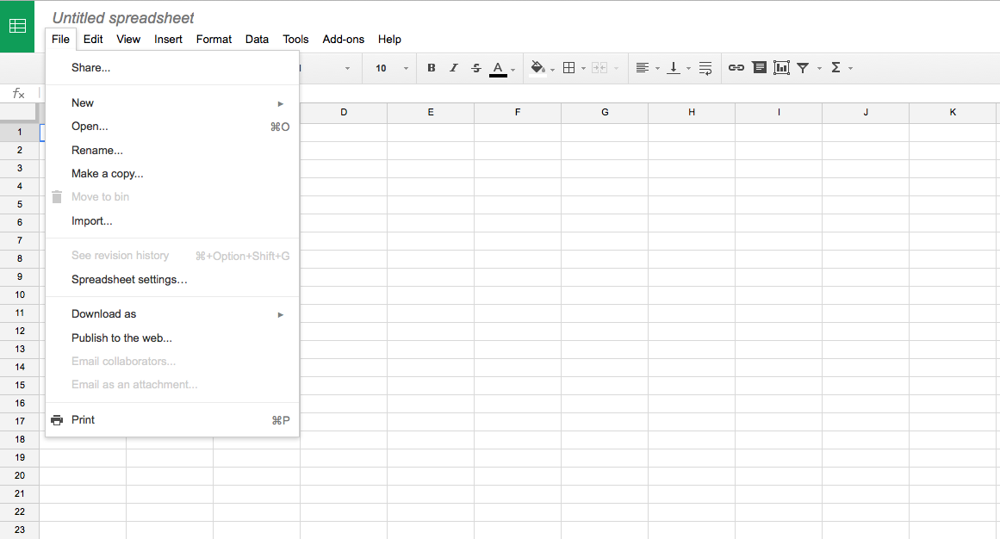 Untitled spreadsheet
File Edit View Insert Format Data Tools Add-ons Help
10 B I S A Σ
fx
Share...
New ►
Open... ⌘O
Rename...
Make a copy...
Move to bin
Import...
See revision history ⌘+Option+Shift+G
Spreadsheet settings…
Download as ►
Publish to the web...
Email collaborators...
Email as an attachment...
Print ⌘P
D E F G H I J K
1
2
3
4
5
6
7
8
9
10
11
12
13
14
15
16
17
18
19
20
21
22
23